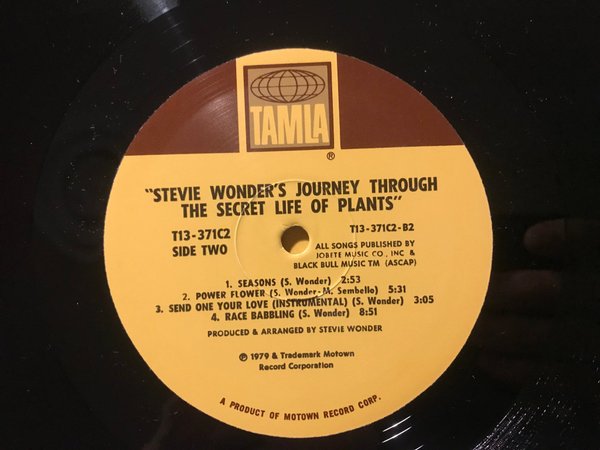 TAMLA
®
"STEVIE WONDER'S JOURNEY THROUGH
THE SECRET LIFE OF PLANTS"
T13-371C2
SIDE TWO
T13-371C2-B2
ALL SONGS PUBLISHED BY
JOBETE MUSIC CO., INC &
BLACK BULL MUSIC TM (ASCAP)
1. SEASONS (S. Wonder) 2:53
2. POWER FLOWER (S. Wonder-M. Sembello) 5:31
3. SEND ONE YOUR LOVE (INSTRUMENTAL) (S. Wonder) 3:05
4. RACE BABBLING (S. Wonder) 8:51
PRODUCED & ARRANGED BY STEVIE WONDER
℗ 1979 & Trademark Motown
Record Corporation
A PRODUCT OF MOTOWN RECORD CORP.